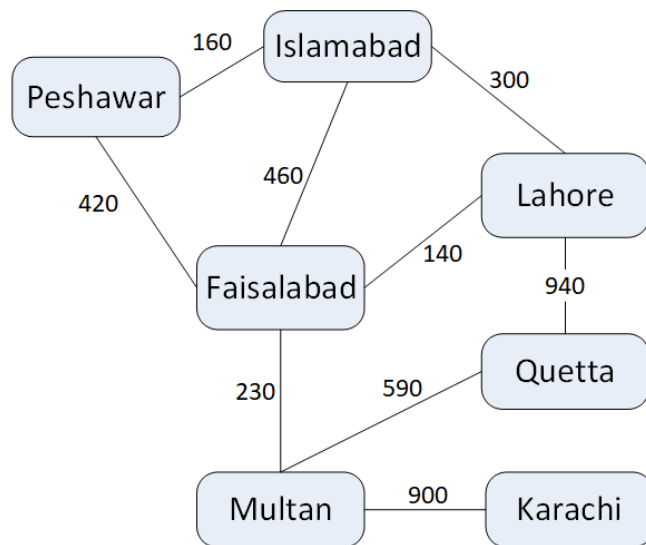 Islamabad
160
Peshawar
300
460
Lahore
420
140
Faisalabad
940
Quetta
230
590
Multan
900
Karachi